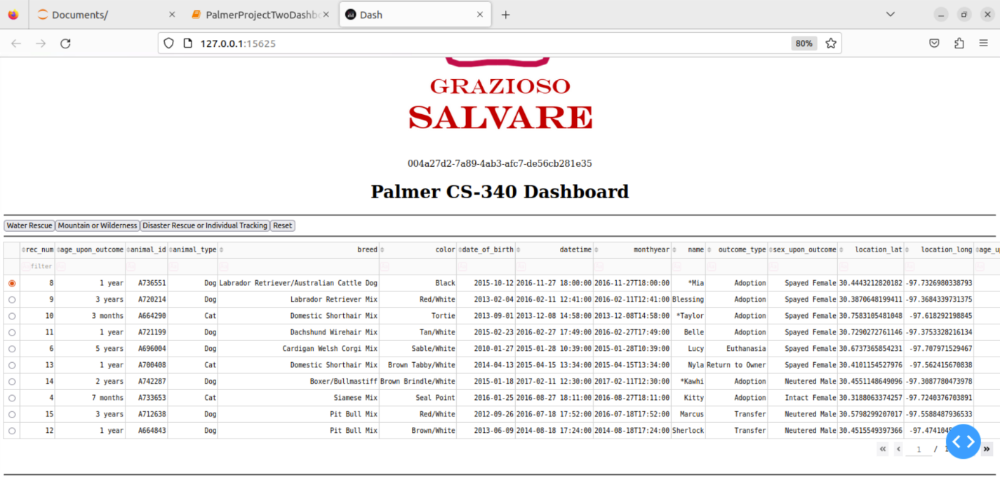 Documents/
PalmerProjectTwoDashbo
Dash
127.0.0.1:15625
80%
GRAZIOSO
SALVARE
004a27d2-7a89-4ab3-afc7-de56cb281e35
Palmer CS-340 Dashboard
Water Rescue Mountain or Wilderness Disaster Rescue or Individual Tracking Reset
rec_num age_upon_outcome animal_id animal_type breed color date_of_birth datetime monthyear name outcome_type sex_upon_outcome location_lat location_long
filter
8 1 year A736551 Dog Labrador Retriever/Australian Cattle Dog Black 2015-10-12 2016-11-27 18:00:00 2016-11-27T18:00:00 *Mia Adoption Spayed Female 30.4443212820182 -97.7326980338793
9 3 years A720214 Dog Labrador Retriever Mix Red/White 2013-02-04 2016-02-11 12:41:00 2016-02-11T12:41:00 Blessing Adoption Spayed Female 30.3870648199411 -97.3684339731375
10 3 months A664290 Cat Domestic Shorthair Mix Tortie 2013-09-01 2013-12-08 14:58:00 2013-12-08T14:58:00 *Taylor Adoption Spayed Female 30.7583105481048 -97.618292198845
11 1 year A721199 Dog Dachshund Wirehair Mix Tan/White 2015-02-23 2016-02-27 17:49:00 2016-02-27T17:49:00 Belle Adoption Spayed Female 30.7290272761146 -97.3753328216134
6 5 years A696004 Dog Cardigan Welsh Corgi Mix Sable/White 2010-01-27 2015-01-28 10:39:00 2015-01-28T10:39:00 Lucy Euthanasia Spayed Female 30.6737365854231 -97.707971529467
13 1 year A700408 Cat Domestic Shorthair Mix Brown Tabby/White 2014-04-13 2015-04-15 13:34:00 2015-04-15T13:34:00 Nyla Return to Owner Spayed Female 30.4101154527976 -97.562415670838
14 2 years A742287 Dog Boxer/Bullmastiff Brown Brindle/White 2015-01-18 2017-02-11 12:30:00 2017-02-11T12:30:00 *Kawhi Adoption Neutered Male 30.4551148649096 -97.3087780473978
4 7 months A733653 Cat Siamese Mix Seal Point 2016-01-25 2016-08-27 18:11:00 2016-08-27T18:11:00 Kitty Adoption Intact Female 30.3188063374257 -97.7240376703891
15 3 years A712638 Dog Pit Bull Mix Red/White 2012-09-26 2016-07-18 17:52:00 2016-07-18T17:52:00 Marcus Transfer Neutered Male 30.5798299207017 -97.5588487936533
12 1 year A664843 Dog Pit Bull Mix Brown/White 2013-06-09 2014-08-18 17:24:00 2014-08-18T17:24:00 Sherlock Transfer Neutered Male 30.4515549397366
« ‹ 1 / »